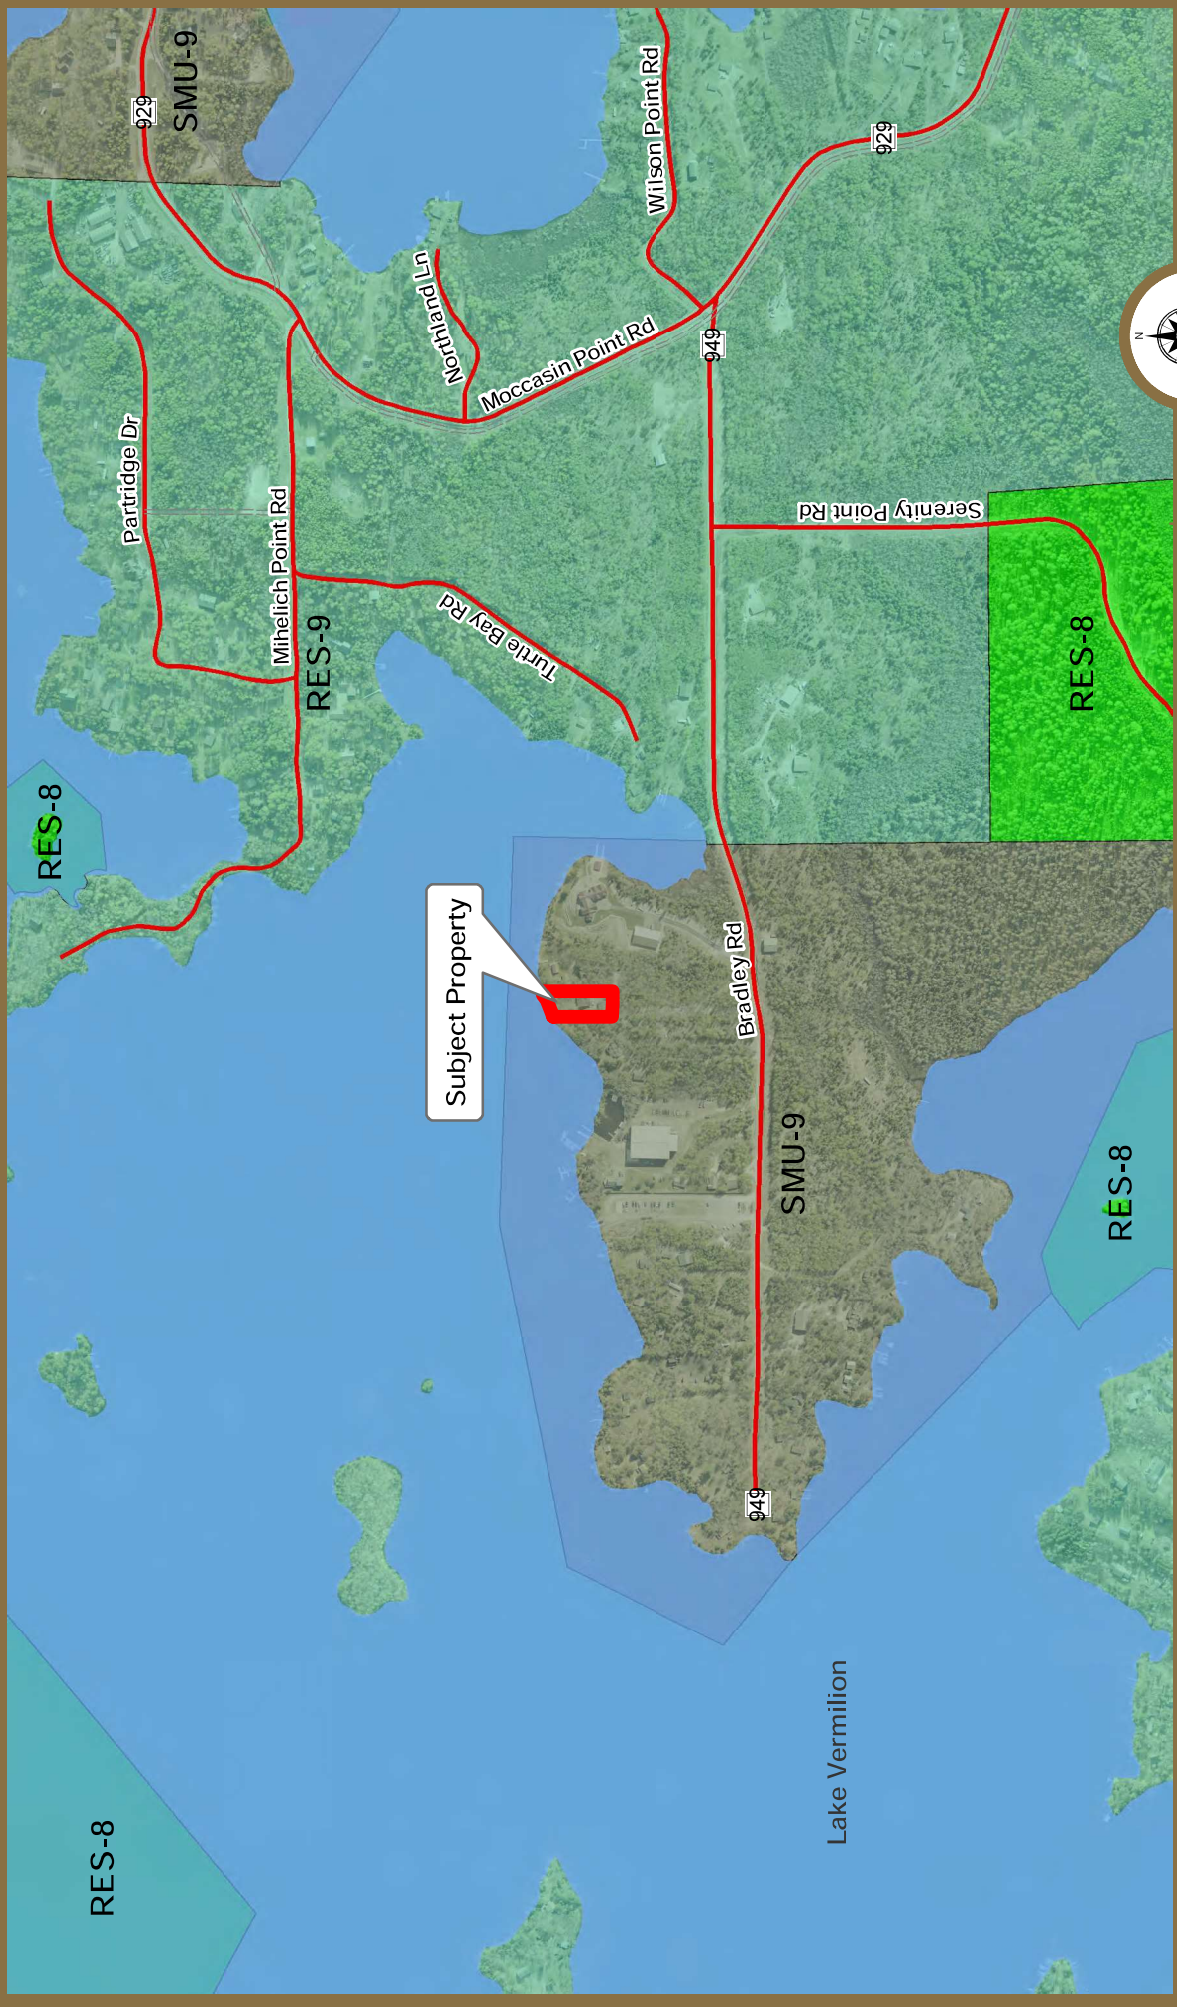 RES-8
Lake Vermilion
RES-8
949
SMU-9
Subject Property
Bradley Rd
RES-8
RES-8
RES-9
Mihelich Point Rd
Partridge Dr
Turtle Bay Rd
Serenity Point Rd
Moccasin Point Rd
Northland Ln
949
Wilson Point Rd
929
SMU-9
929
N